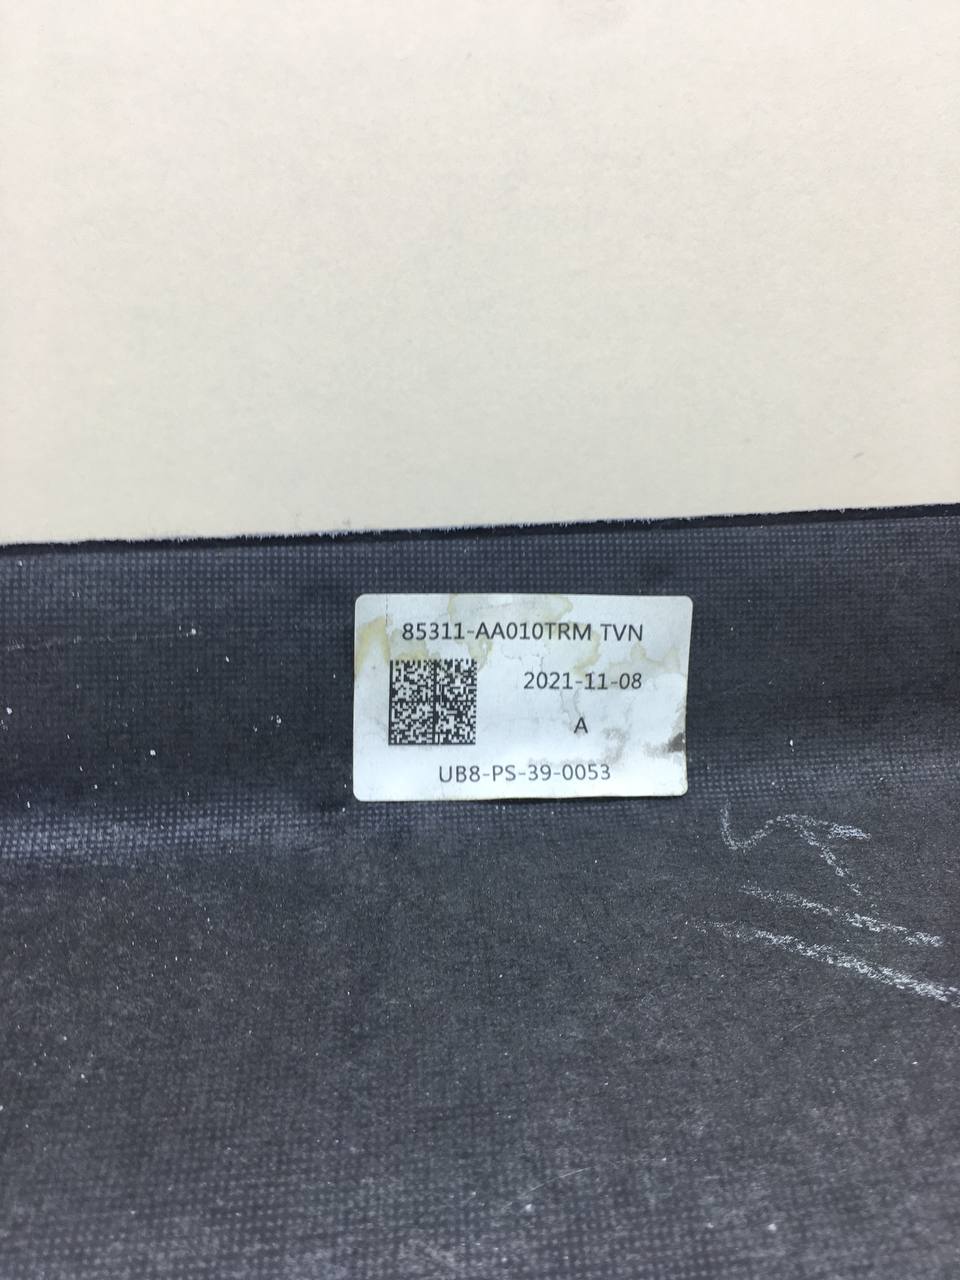 85311-AA010TRM TVN
2021-11-08
A
UB8-PS-39-0053